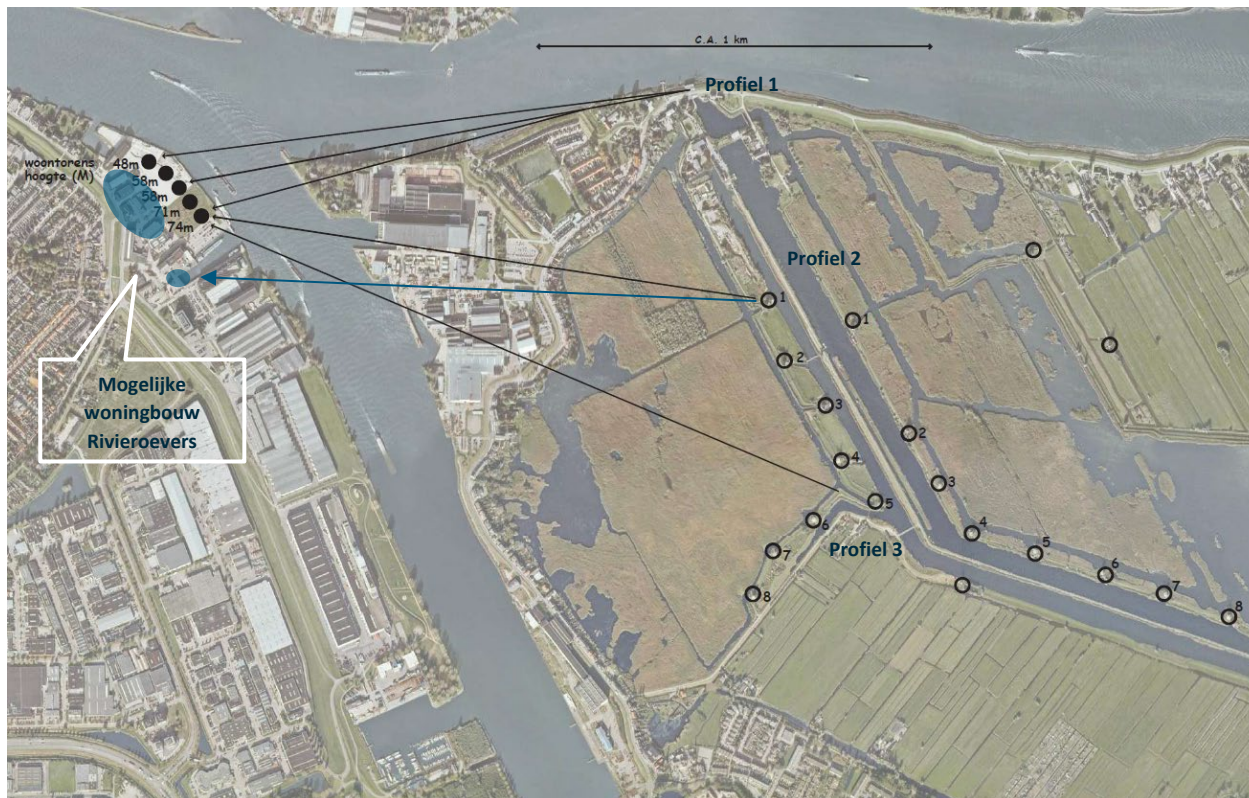 C.A. 1 km
Profiel 1
woontorens
hoogte (M)
48m
58m
58m
71m
74m
Profiel 2
1
1
2
3
2
4
3
5
6
4
Profiel 3
7
5
6
8
7
8
Mogelijke
woningbouw
Rivieroevers